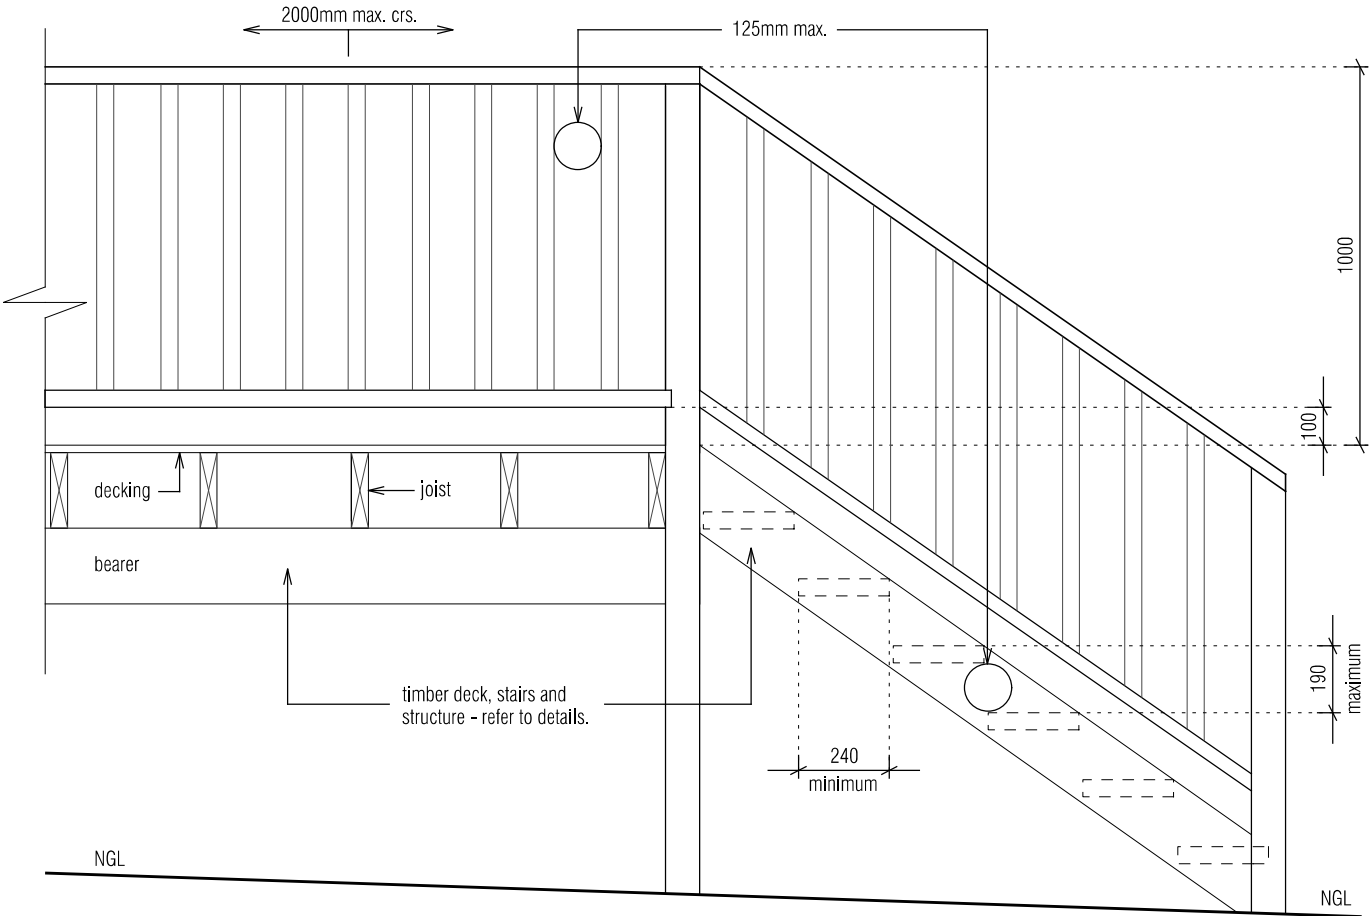 2000mm max. crs.
125mm max.
1000
100
decking
joist
bearer
190
maximum
timber deck, stairs and
structure - refer to details.
240
minimum
NGL
NGL